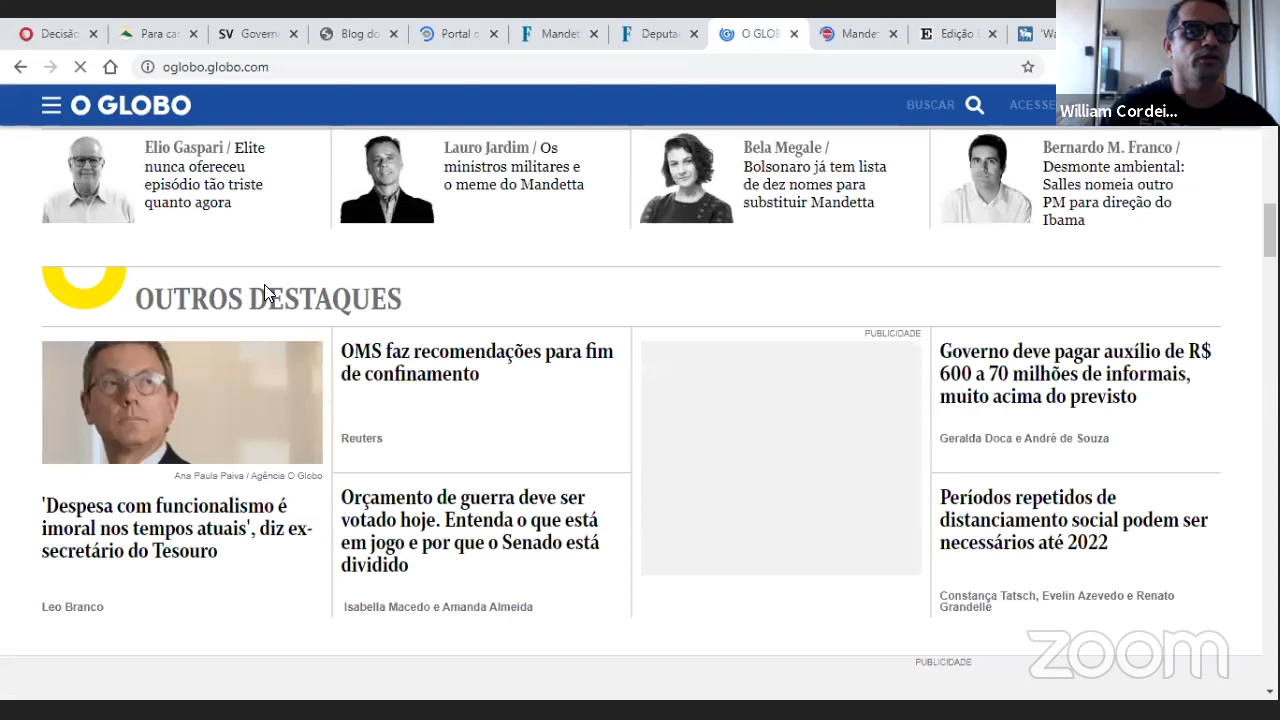 Decisão
Para car
SV Govern
Blog do
Portal c
F Mandet
F Deputa
O GLOB
Mandet
E Edição
'Wa
oglobo.globo.com
O GLOBO
BUSCAR
ACESSE
William Cordei...
Elio Gaspari / Elite
nunca ofereceu
episódio tão triste
quanto agora
Lauro Jardim / Os
ministros militares e
o meme do Mandetta
Bela Megale /
Bolsonaro já tem lista
de dez nomes para
substituir Mandetta
Bernardo M. Franco /
Desmonte ambiental:
Salles nomeia outro
PM para direção do
Ibama
OUTROS DESTAQUES
Ana Paula Paiva / Agência O Globo
'Despesa com funcionalismo é
imoral nos tempos atuais', diz ex-
secretário do Tesouro
Leo Branco
OMS faz recomendações para fim
de confinamento
Reuters
Orçamento de guerra deve ser
votado hoje. Entenda o que está
em jogo e por que o Senado está
dividido
Isabella Macedo e Amanda Almeida
PUBLICIDADE
Governo deve pagar auxílio de R$
600 a 70 milhões de informais,
muito acima do previsto
Geralda Doca e André de Souza
Períodos repetidos de
distanciamento social podem ser
necessários até 2022
Constança Tatsch, Evelin Azevedo e Renato
Grandelle
zoom
PUBLICIDADE